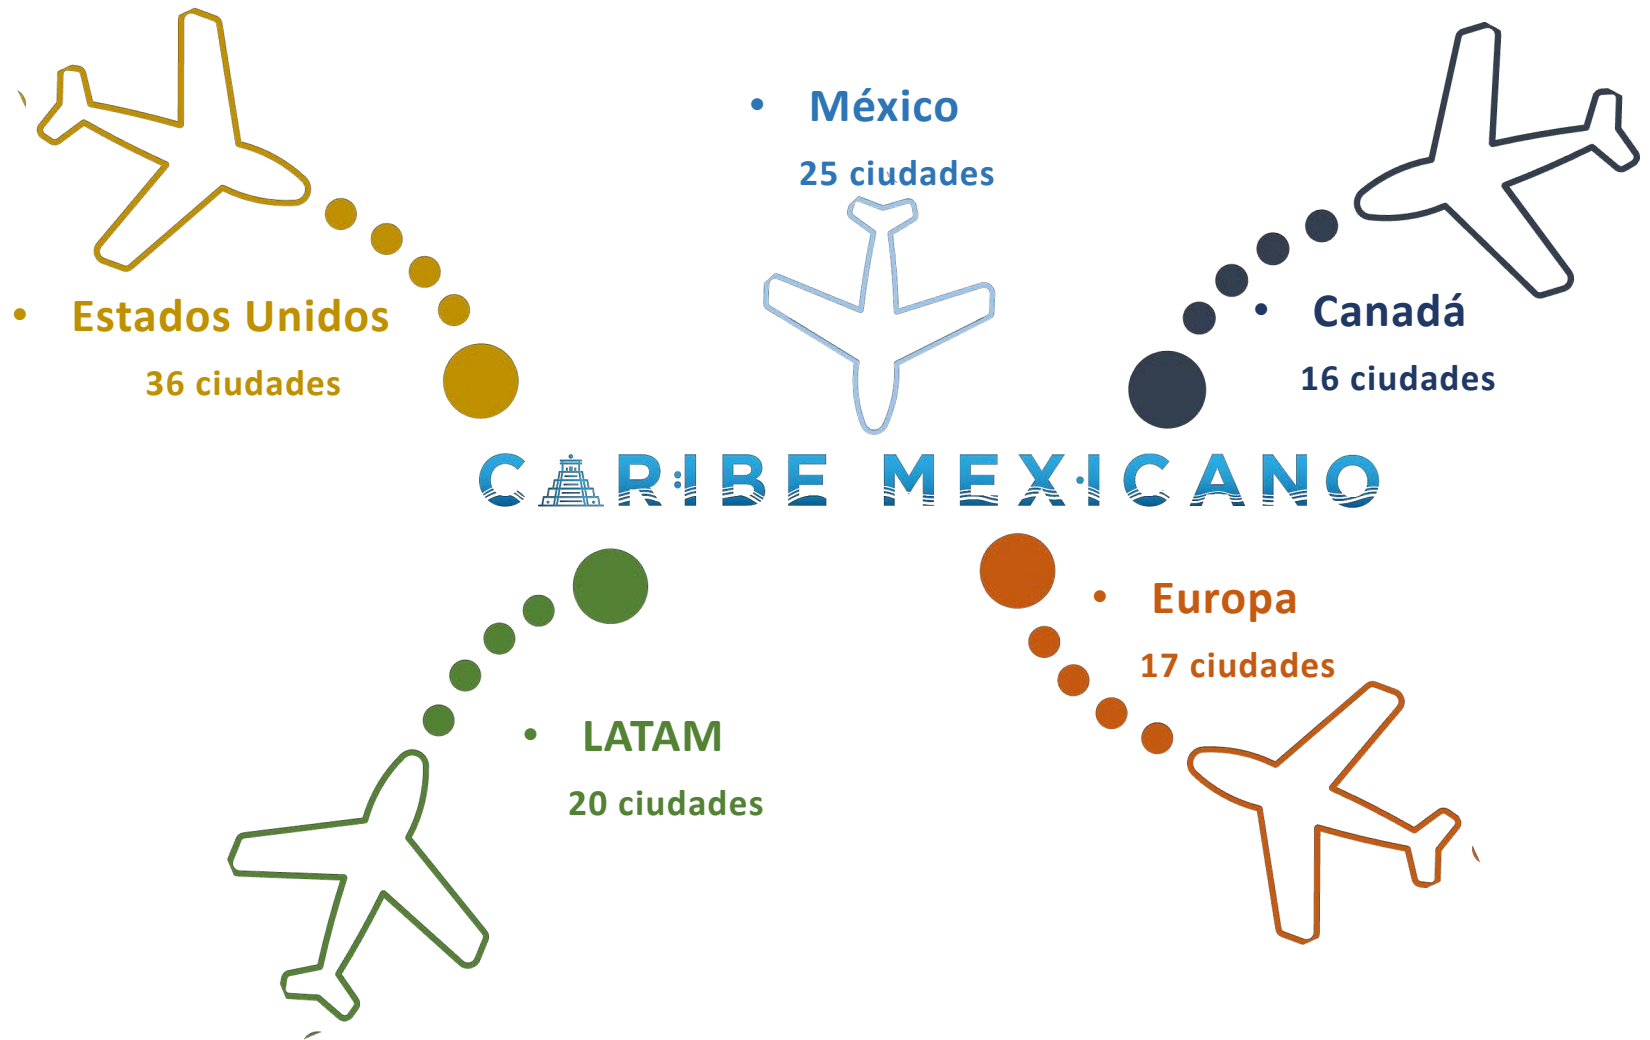 • México
25 ciudades
• Estados Unidos
36 ciudades
• Canadá
16 ciudades
CARIBE MEXICANO
• Europa
17 ciudades
• LATAM
20 ciudades